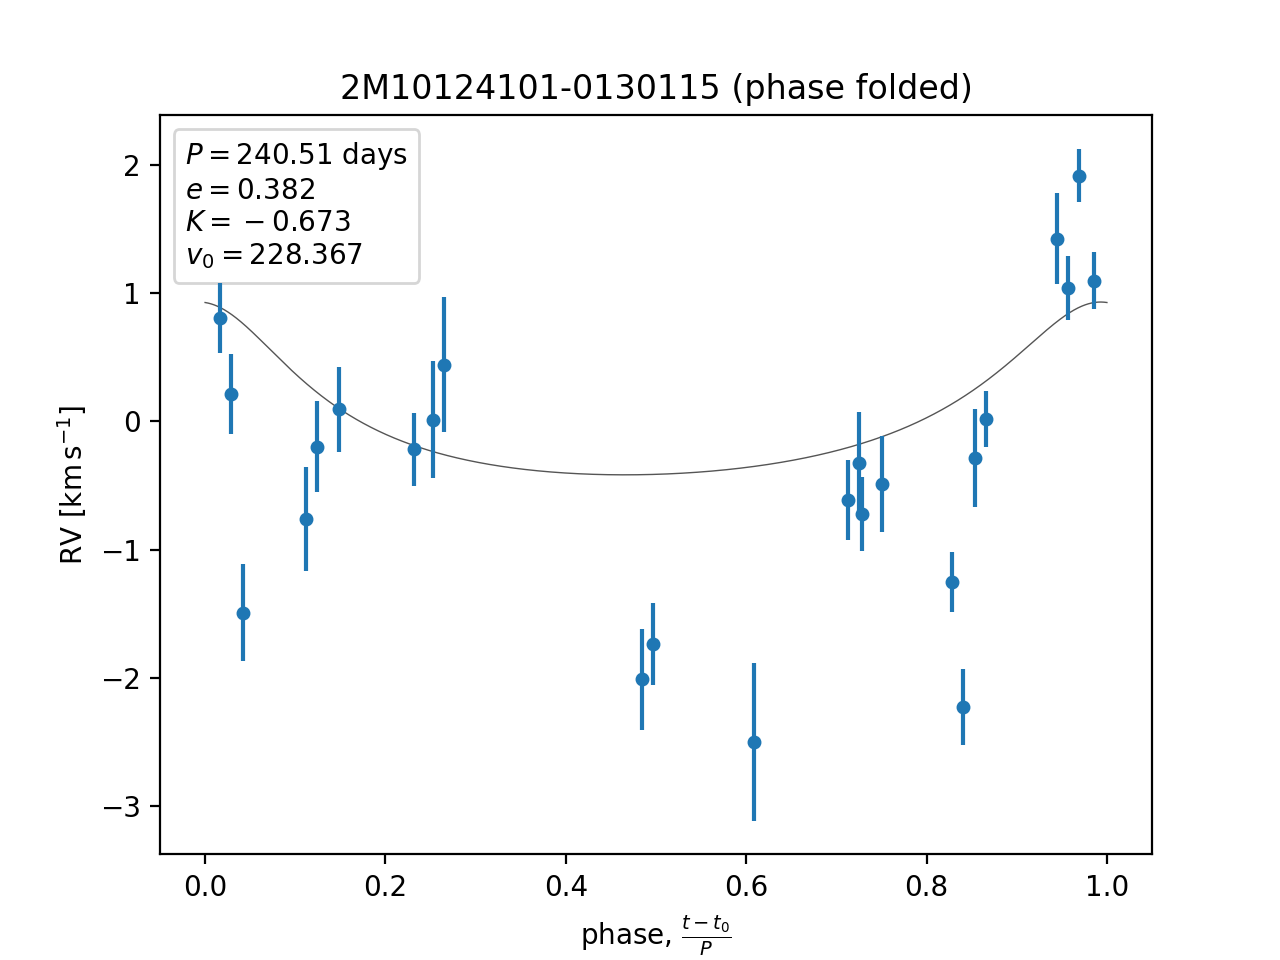 2M10124101-0130115 (phase folded)
P = 240.51 days
e = 0.382
K = −0.673
v₀ = 228.367
RV [km s⁻¹]
2
1
0
−1
−2
−3
0.0 0.2 0.4 0.6 0.8 1.0
phase, (t − t₀)/P